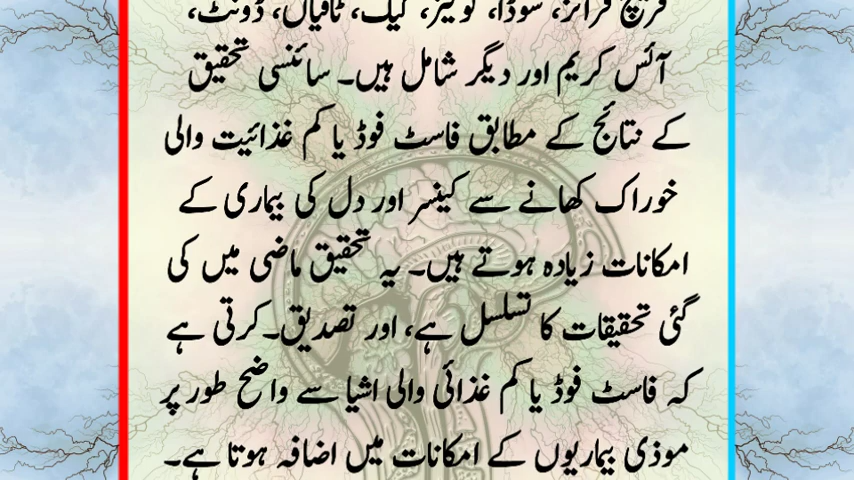 فرنچ فرائز، سوڈا، کوکیز، کیک، ٹافیاں، ڈونٹ،
آئس کریم اور دیگر شامل ہیں۔ سائنسی تحقیق
کے نتائج کے مطابق فاسٹ فوڈ یا کم غذائیت والی
خوراک کھانے سے کینسر اور دل کی بیماری کے
امکانات زیادہ ہوتے ہیں۔ یہ تحقیق ماضی میں کی
گئی تحقیقات کا تسلسل ہے، اور تصدیق۔کرتی ہے
کہ فاسٹ فوڈ یا کم غذائی والی اشیا سے واضح طور پر
موذی بیماریوں کے امکانات میں اضافہ ہوتا ہے۔